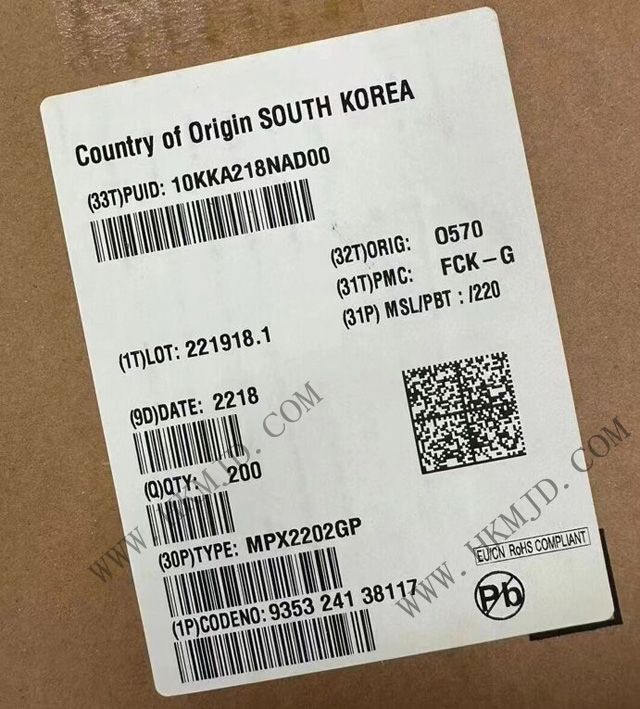 Country of Origin SOUTH KOREA
(33T)PUID: 10KKA218NAD00
(32T)ORIG: 0570
(31T)PMC: FCK-G
(31P) MSL/PBT : /220
(1T)LOT: 221918.1
(9D)DATE: 2218
(Q)QTY: 200
(30P)TYPE: MPX2202GP
(1P)CODENO: 9353 241 38117
EU/CN RoHS COMPLIANT
Pb
WWW.HKMJD.COM
WWW.HKMJD.COM